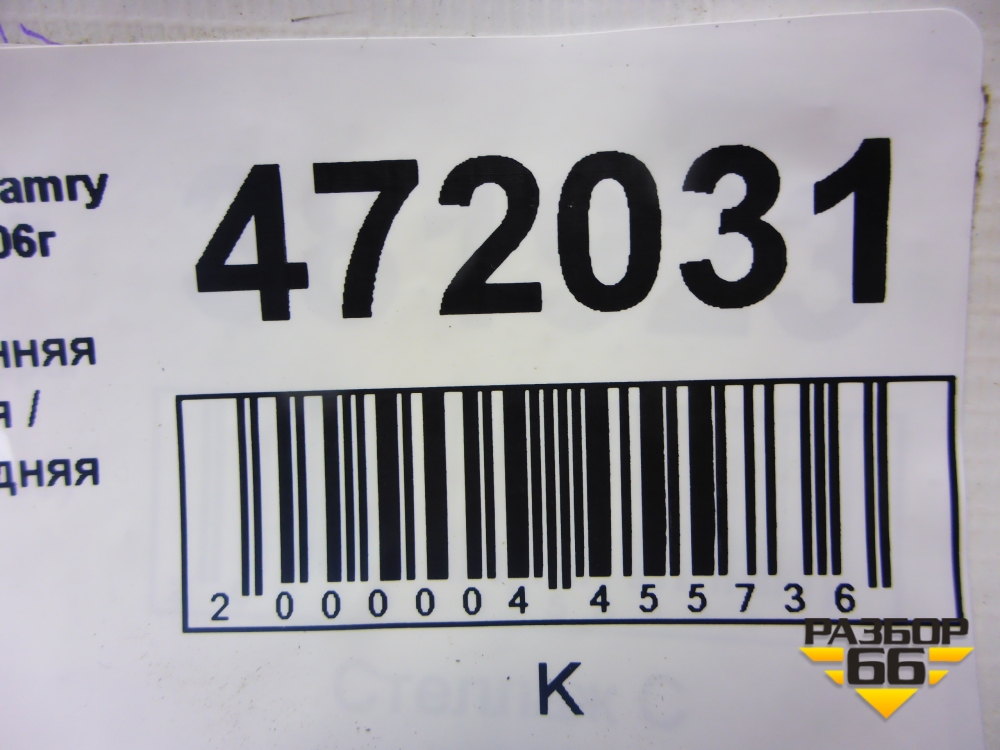 472031
amry
06г
нняя
я /
дняя
2 000004 455736
К
РАЗБОР
66